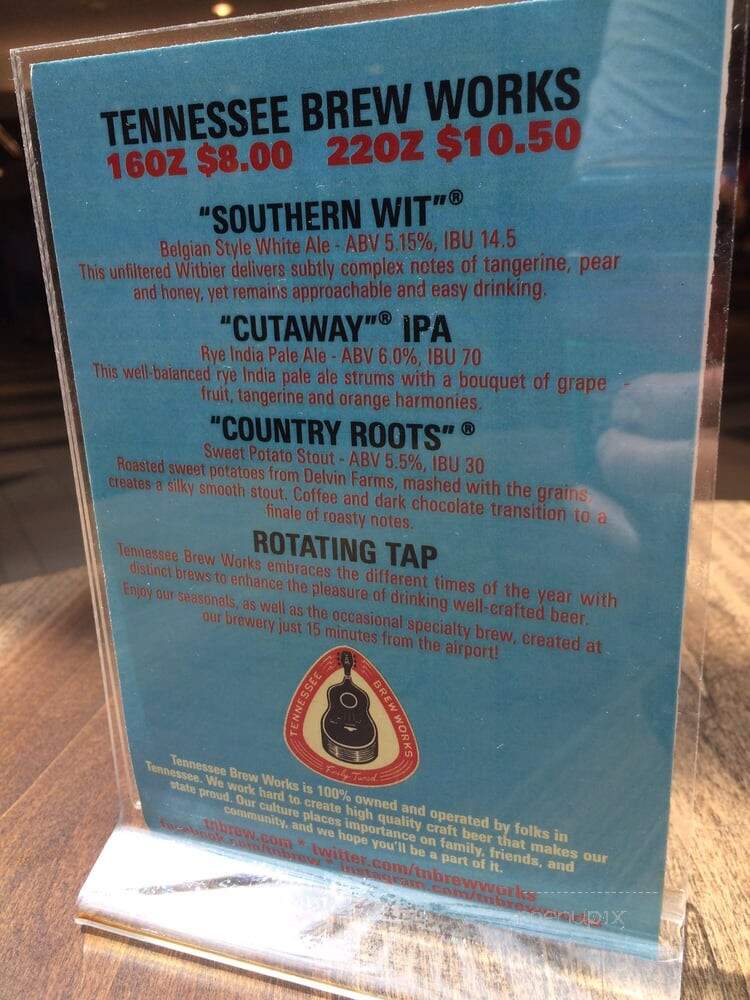 TENNESSEE BREW WORKS
16OZ $8.00 22OZ $10.50
"SOUTHERN WIT"®
Belgian Style White Ale - ABV 5.15%, IBU 14.5
This unfiltered Witbier delivers subtly complex notes of tangerine, pear
and honey, yet remains approachable and easy drinking.
"CUTAWAY"® IPA
Rye India Pale Ale - ABV 6.0%, IBU 70
This well-balanced rye India pale ale strums with a bouquet of grape -
fruit, tangerine and orange harmonies.
"COUNTRY ROOTS" ®
Sweet Potato Stout - ABV 5.5%, IBU 30
Roasted sweet potatoes from Delvin Farms, mashed with the grains,
creates a silky smooth stout. Coffee and dark chocolate transition to a
finale of roasty notes.
ROTATING TAP
Tennessee Brew Works embraces the different times of the year with
distinct brews to enhance the pleasure of drinking well-crafted beer.
Enjoy our seasonals, as well as the occasional specialty brew, created at
our brewery just 15 minutes from the airport!
TENNESSEE BREW WORKS
Finely Tuned
Tennessee Brew Works is 100% owned and operated by folks in
Tennessee. We work hard to create high quality craft beer that makes our
state proud. Our culture places importance on family, friends, and
community, and we hope you'll be a part of it.
tnbrew.com * twitter.com/tnbrewworks
facebook.com/tnbrew * instagram.com/tnbrewworks
menupix